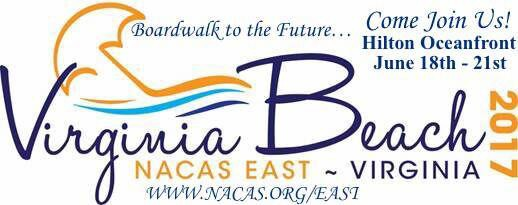 Boardwalk to the Future...
Come Join Us!
Hilton Oceanfront
June 18th - 21st
Virginia Beach
2017
NACAS EAST ~ VIRGINIA
WWW.NACAS.ORG/EAST